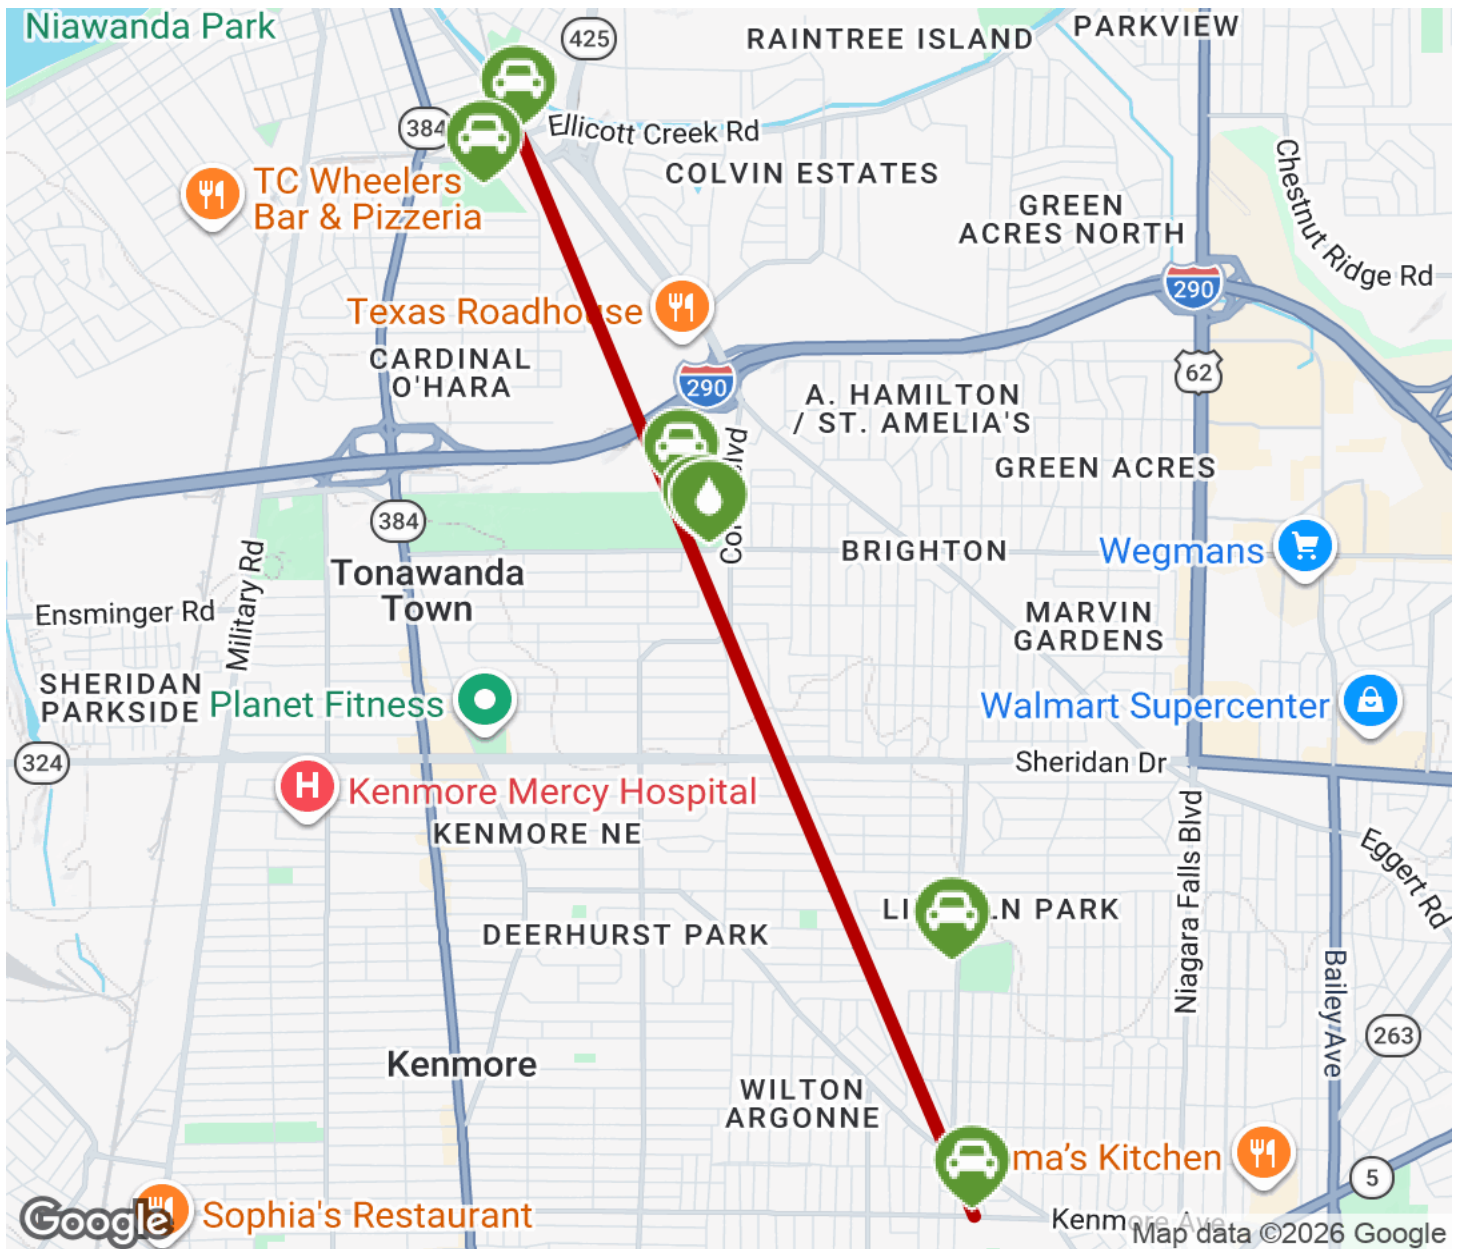 Niawanda Park
425
RAINTREE ISLAND
PARKVIEW
384
Ellicott Creek Rd
COLVIN ESTATES
Chestnut Ridge Rd
TC Wheelers
Bar & Pizzeria
GREEN
ACRES NORTH
290
Texas Roadhouse
CARDINAL
O'HARA
290
62
A. HAMILTON
/ ST. AMELIA'S
GREEN ACRES
384
Blvd
BRIGHTON
Wegmans
Tonawanda
Town
Military Rd
Ensminger Rd
MARVIN
GARDENS
SHERIDAN
PARKSIDE
Planet Fitness
Walmart Supercenter
324
Sheridan Dr
Kenmore Mercy Hospital
KENMORE NE
Niagara Falls Blvd
Eggert Rd
LINCOLN PARK
DEERHURST PARK
Bailey Ave
263
Kenmore
WILTON
ARGONNE
ma's Kitchen
5
Google
Sophia's Restaurant
Kenmore Ave
Map data ©2026 Google